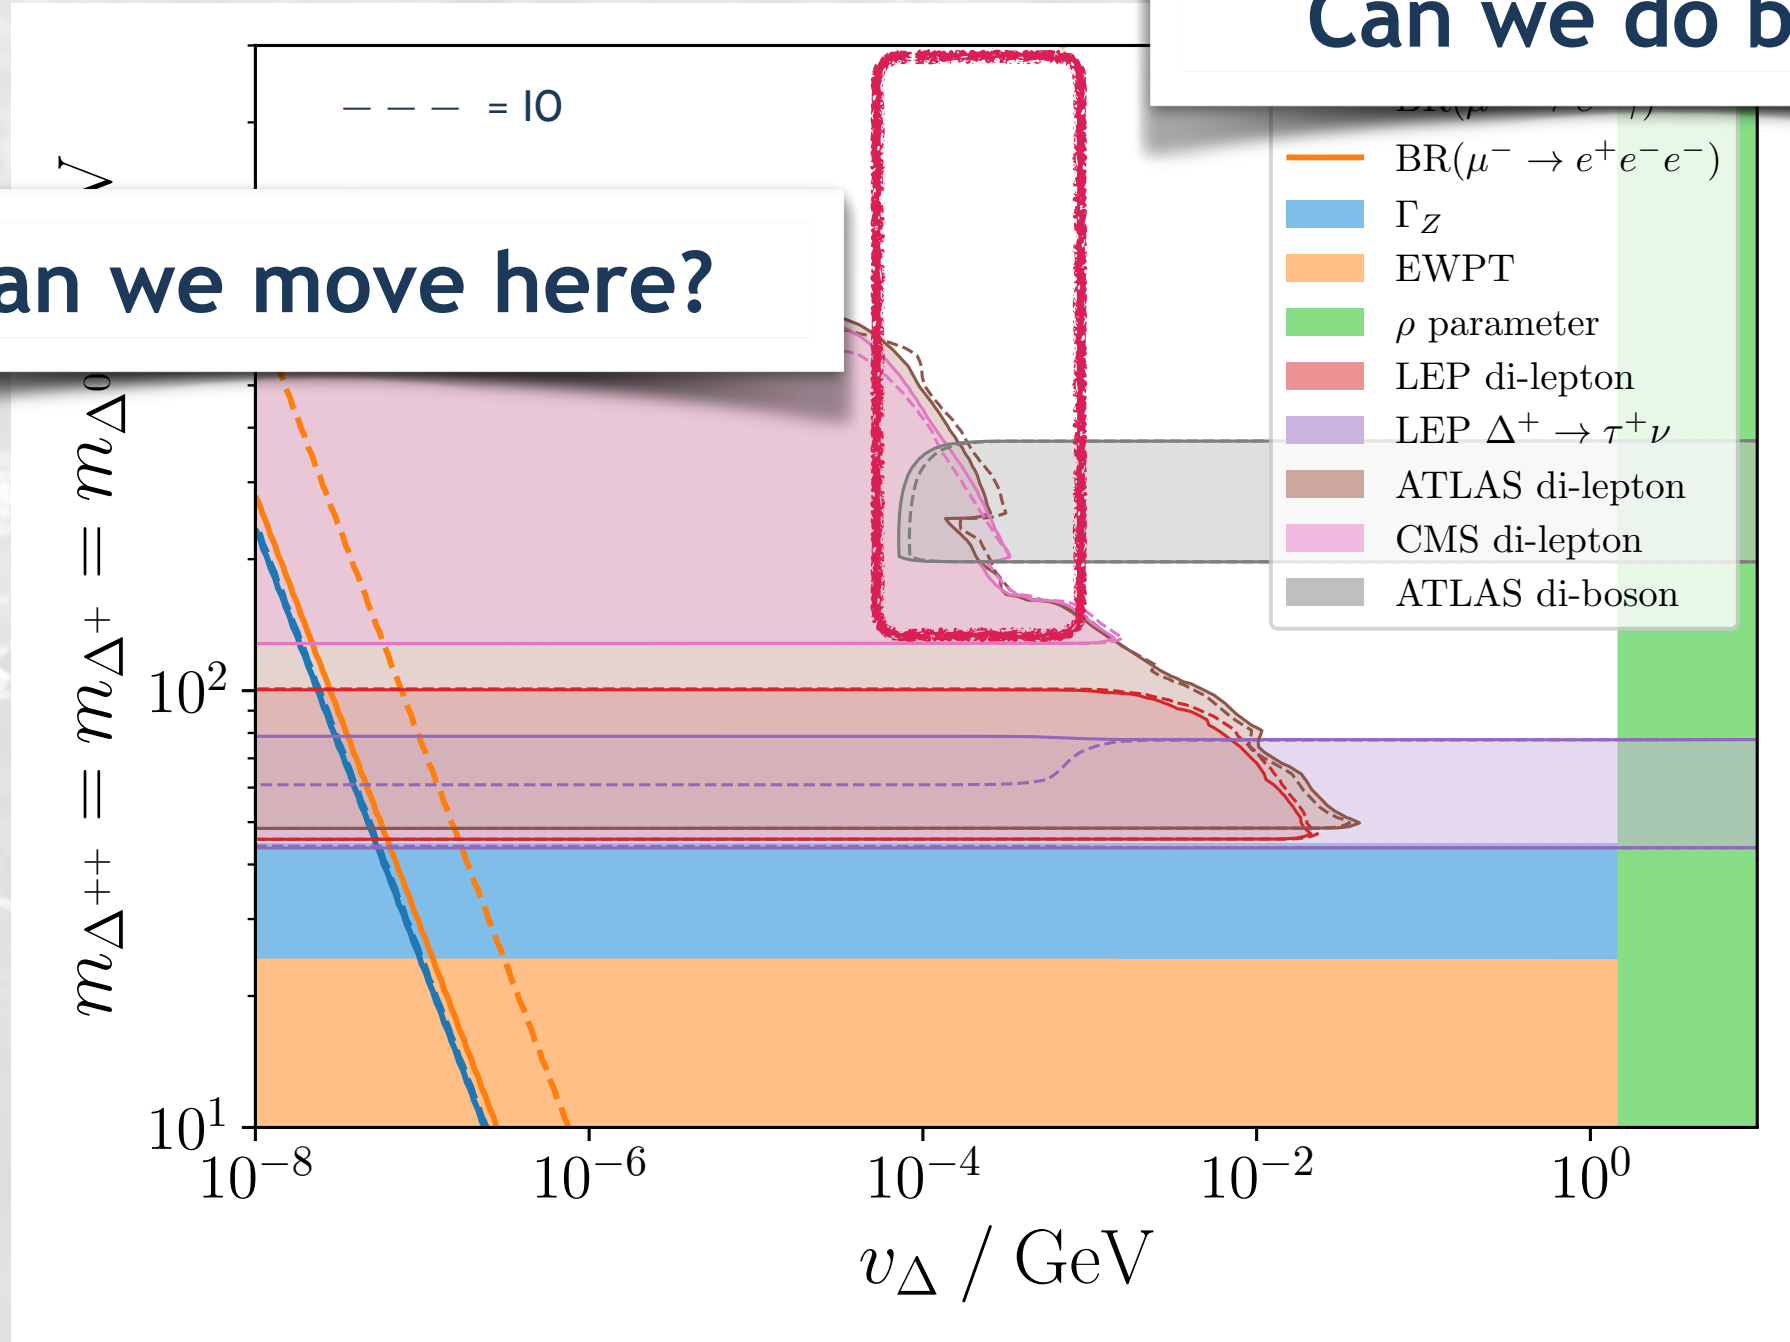 Can we do
= IO
we move here?
BR(μ⁻ → e⁺e⁻e⁻)
Γ_Z
EWPT
ρ parameter
LEP di-lepton
LEP Δ⁺ → τ⁺ν
ATLAS di-lepton
CMS di-lepton
ATLAS di-boson
m_Δ⁺⁺ = m_Δ⁺ = m_Δ⁰
10²
10¹
10⁻⁸ 10⁻⁶ 10⁻⁴ 10⁻² 10⁰
v_Δ / GeV